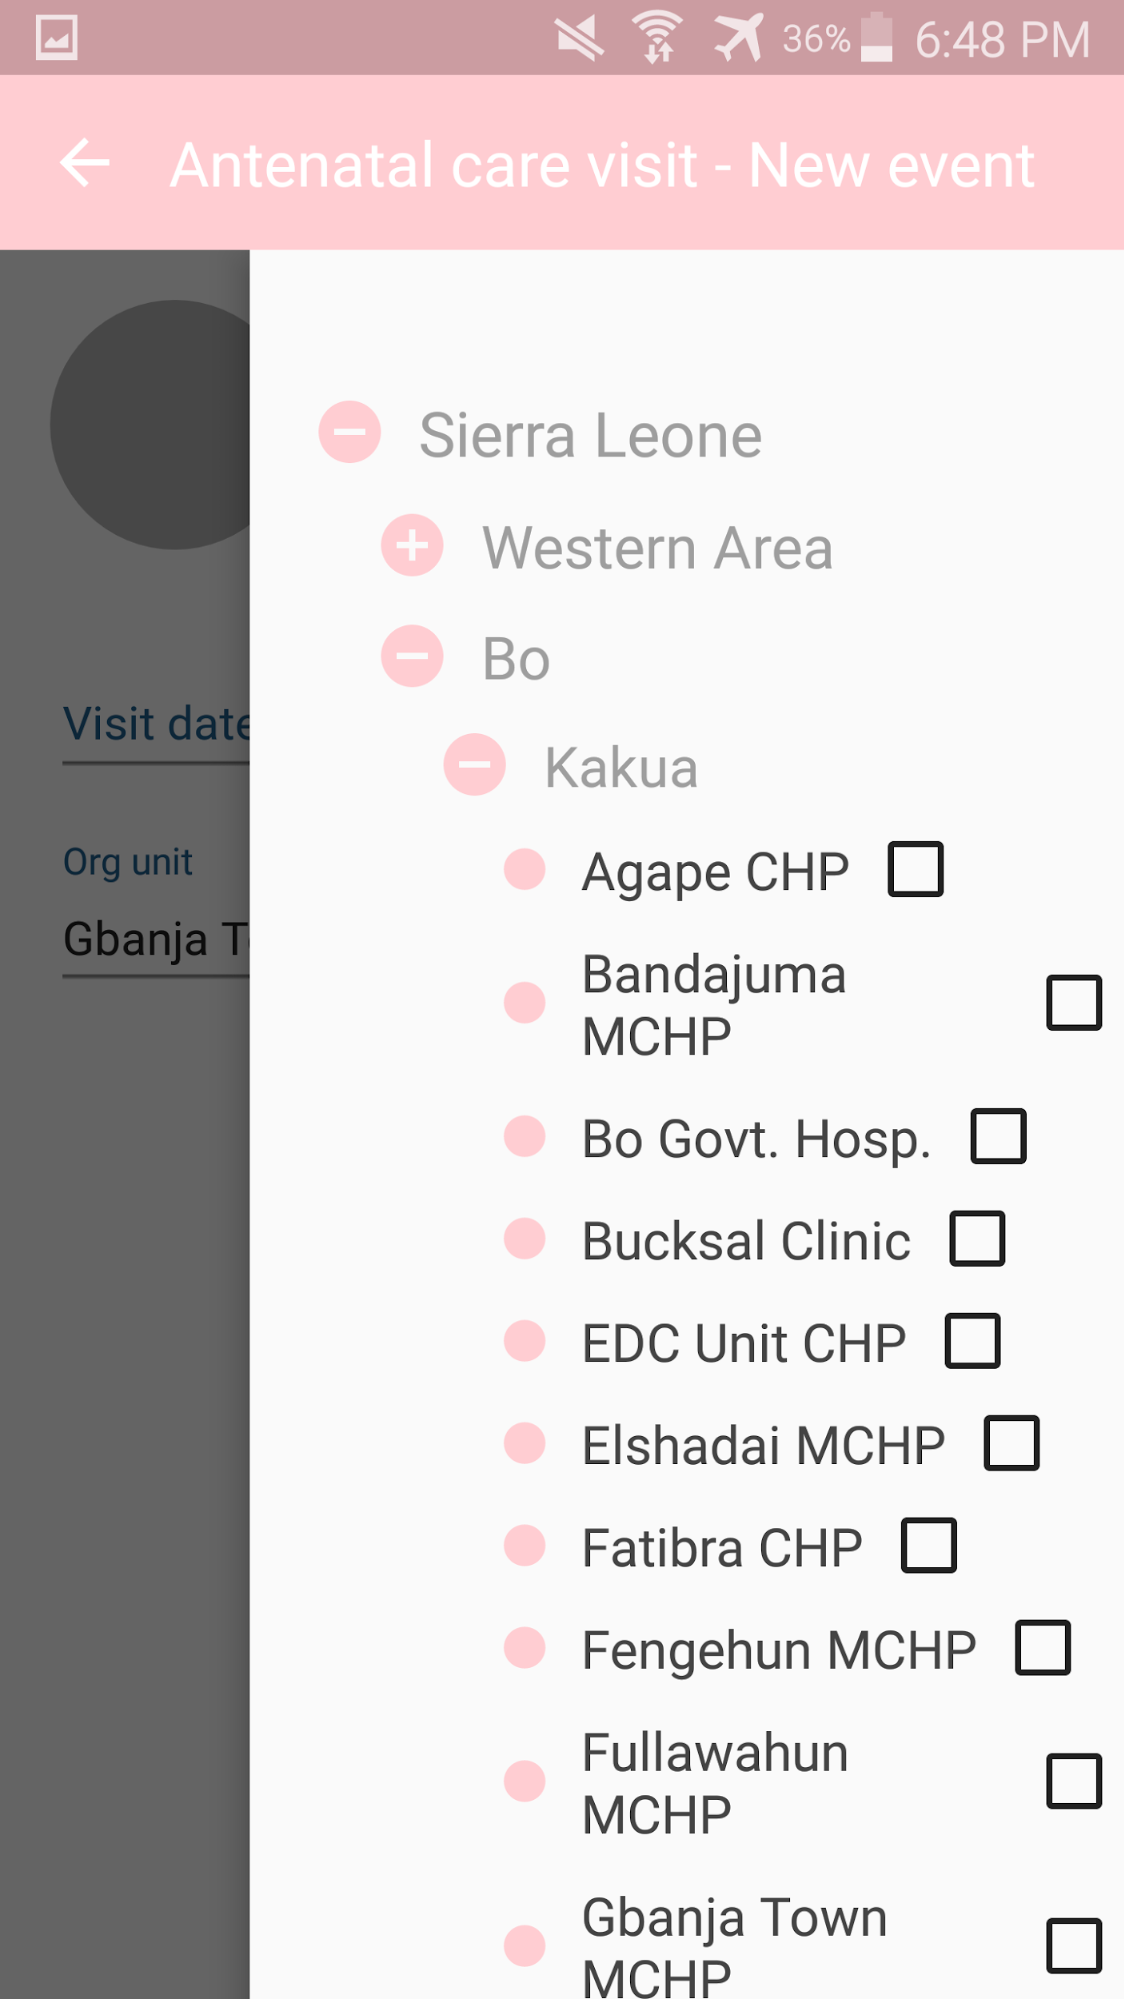 36% 6:48 PM
Antenatal care visit - New event
Visit date
Org unit
Gbanja T
Sierra Leone
Western Area
Bo
Kakua
Agape CHP
Bandajuma
MCHP
Bo Govt. Hosp.
Bucksal Clinic
EDC Unit CHP
Elshadai MCHP
Fatibra CHP
Fengehun MCHP
Fullawahun
MCHP
Gbanja Town
MCHP